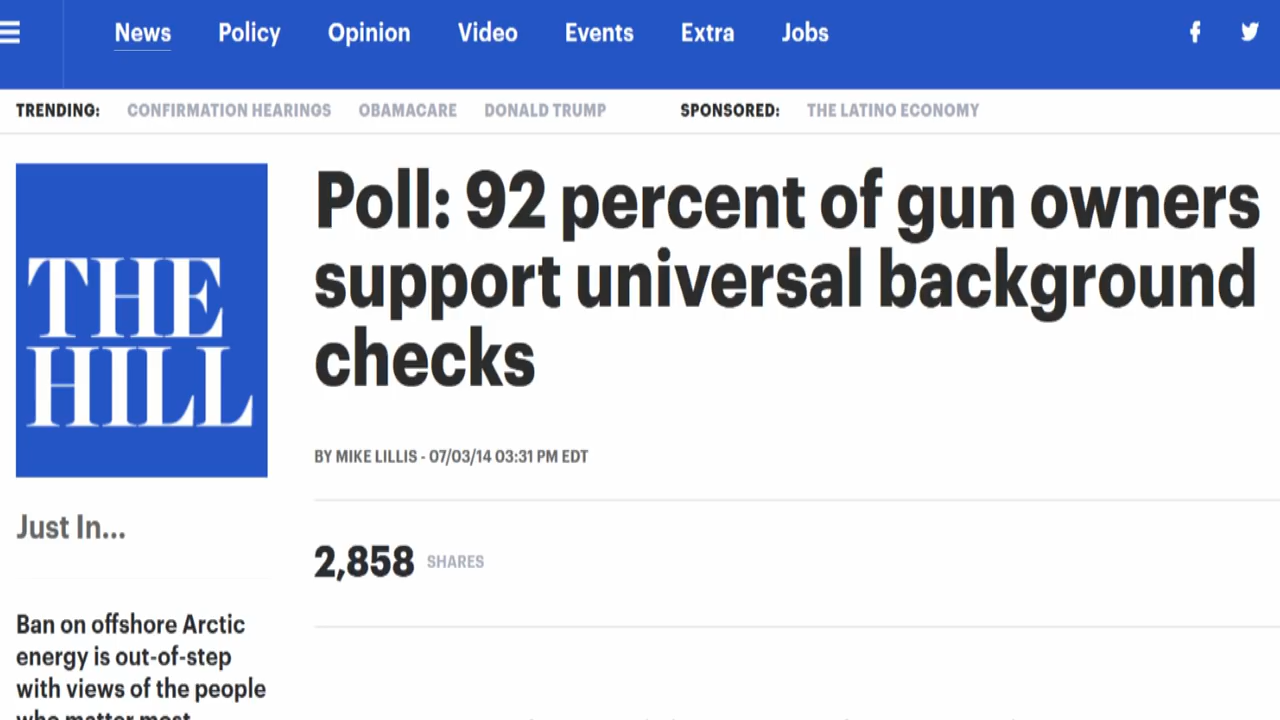 News Policy Opinion Video Events Extra Jobs
TRENDING: CONFIRMATION HEARINGS OBAMACARE DONALD TRUMP SPONSORED: THE LATINO ECONOMY
THE
HILL
Poll: 92 percent of gun owners
support universal background
checks
BY MIKE LILLIS - 07/03/14 03:31 PM EDT
2,858 SHARES
Just In...
Ban on offshore Arctic
energy is out-of-step
with views of the people
who matter most